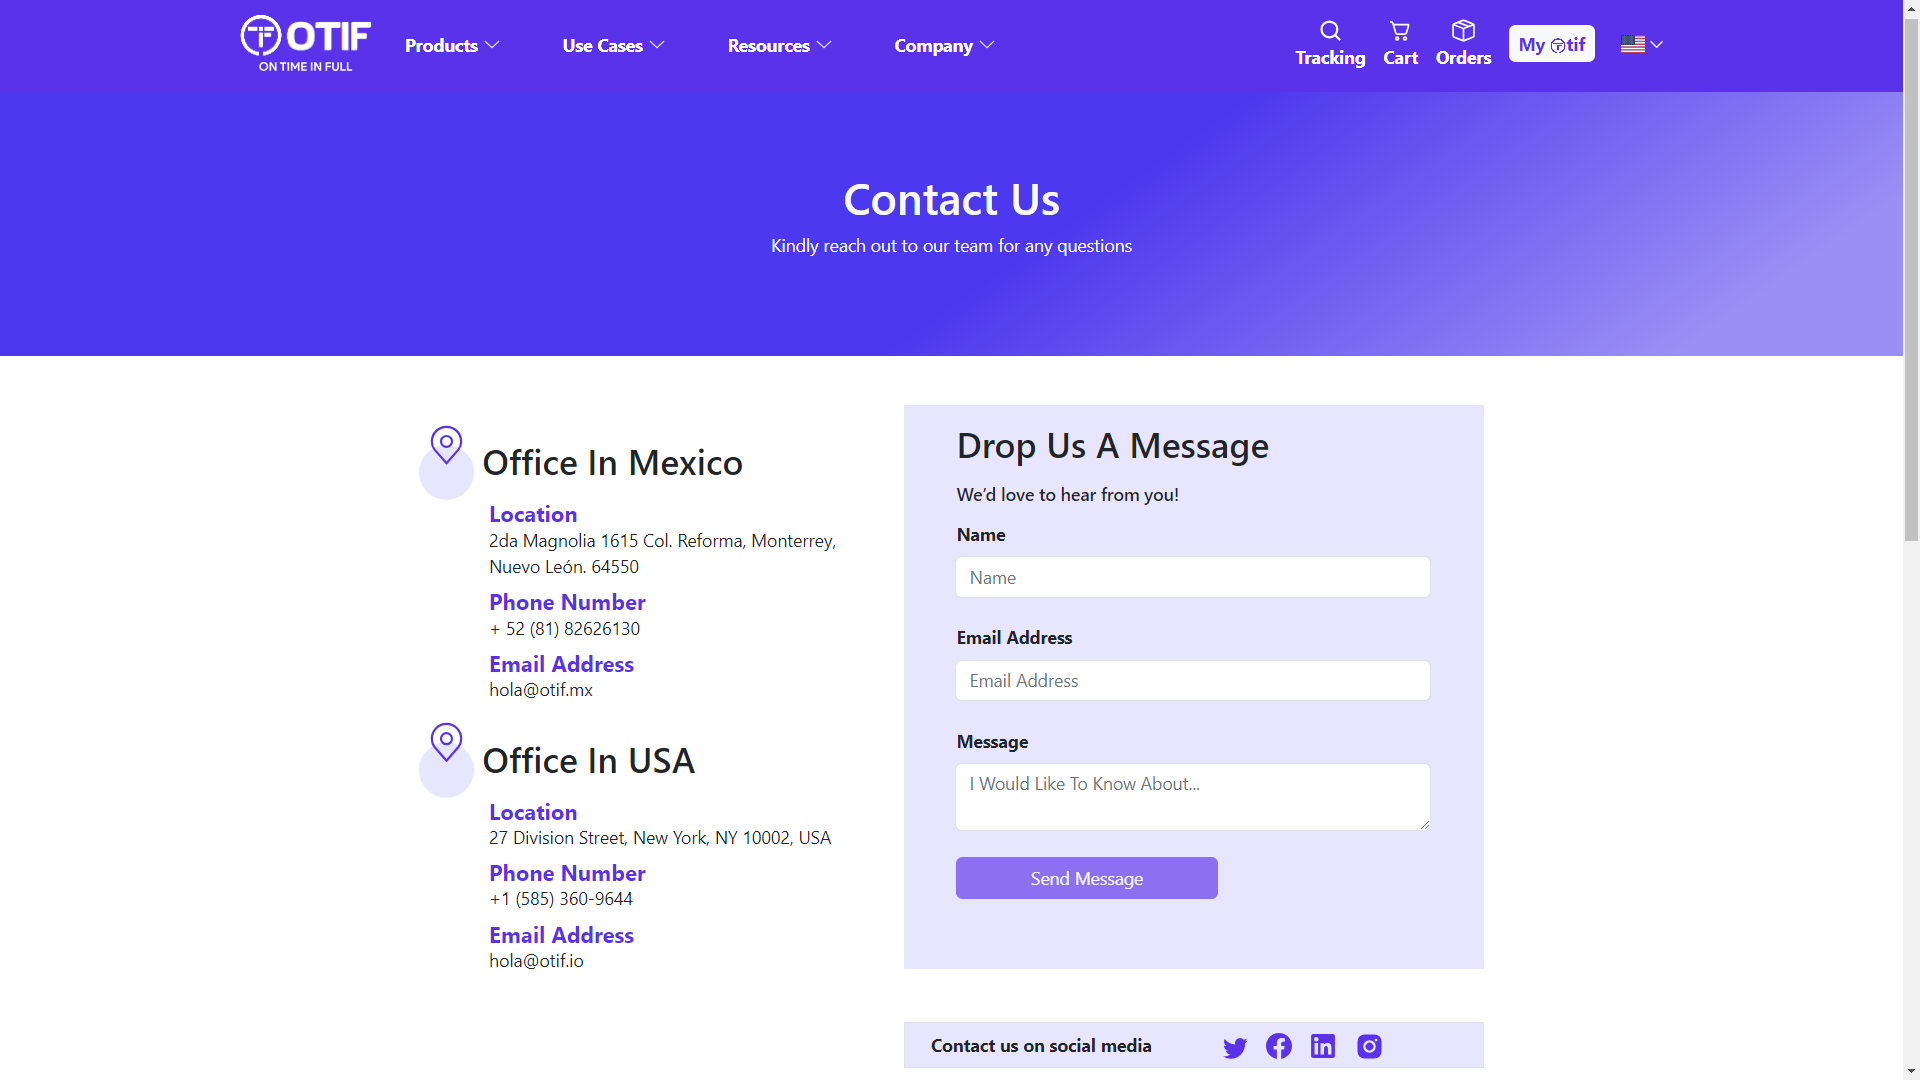 OTIF
ON TIME IN FULL
Products
Use Cases
Resources
Company
Tracking
Cart
Orders
My Otif
Contact Us
Kindly reach out to our team for any questions
Office In Mexico
Location
2da Magnolia 1615 Col. Reforma, Monterrey,
Nuevo León. 64550
Phone Number
+ 52 (81) 82626130
Email Address
hola@otif.mx
Office In USA
Location
27 Division Street, New York, NY 10002, USA
Phone Number
+1 (585) 360-9644
Email Address
hola@otif.io
Drop Us A Message
We’d love to hear from you!
Name
Name
Email Address
Email Address
Message
I Would Like To Know About...
Send Message
Contact us on social media